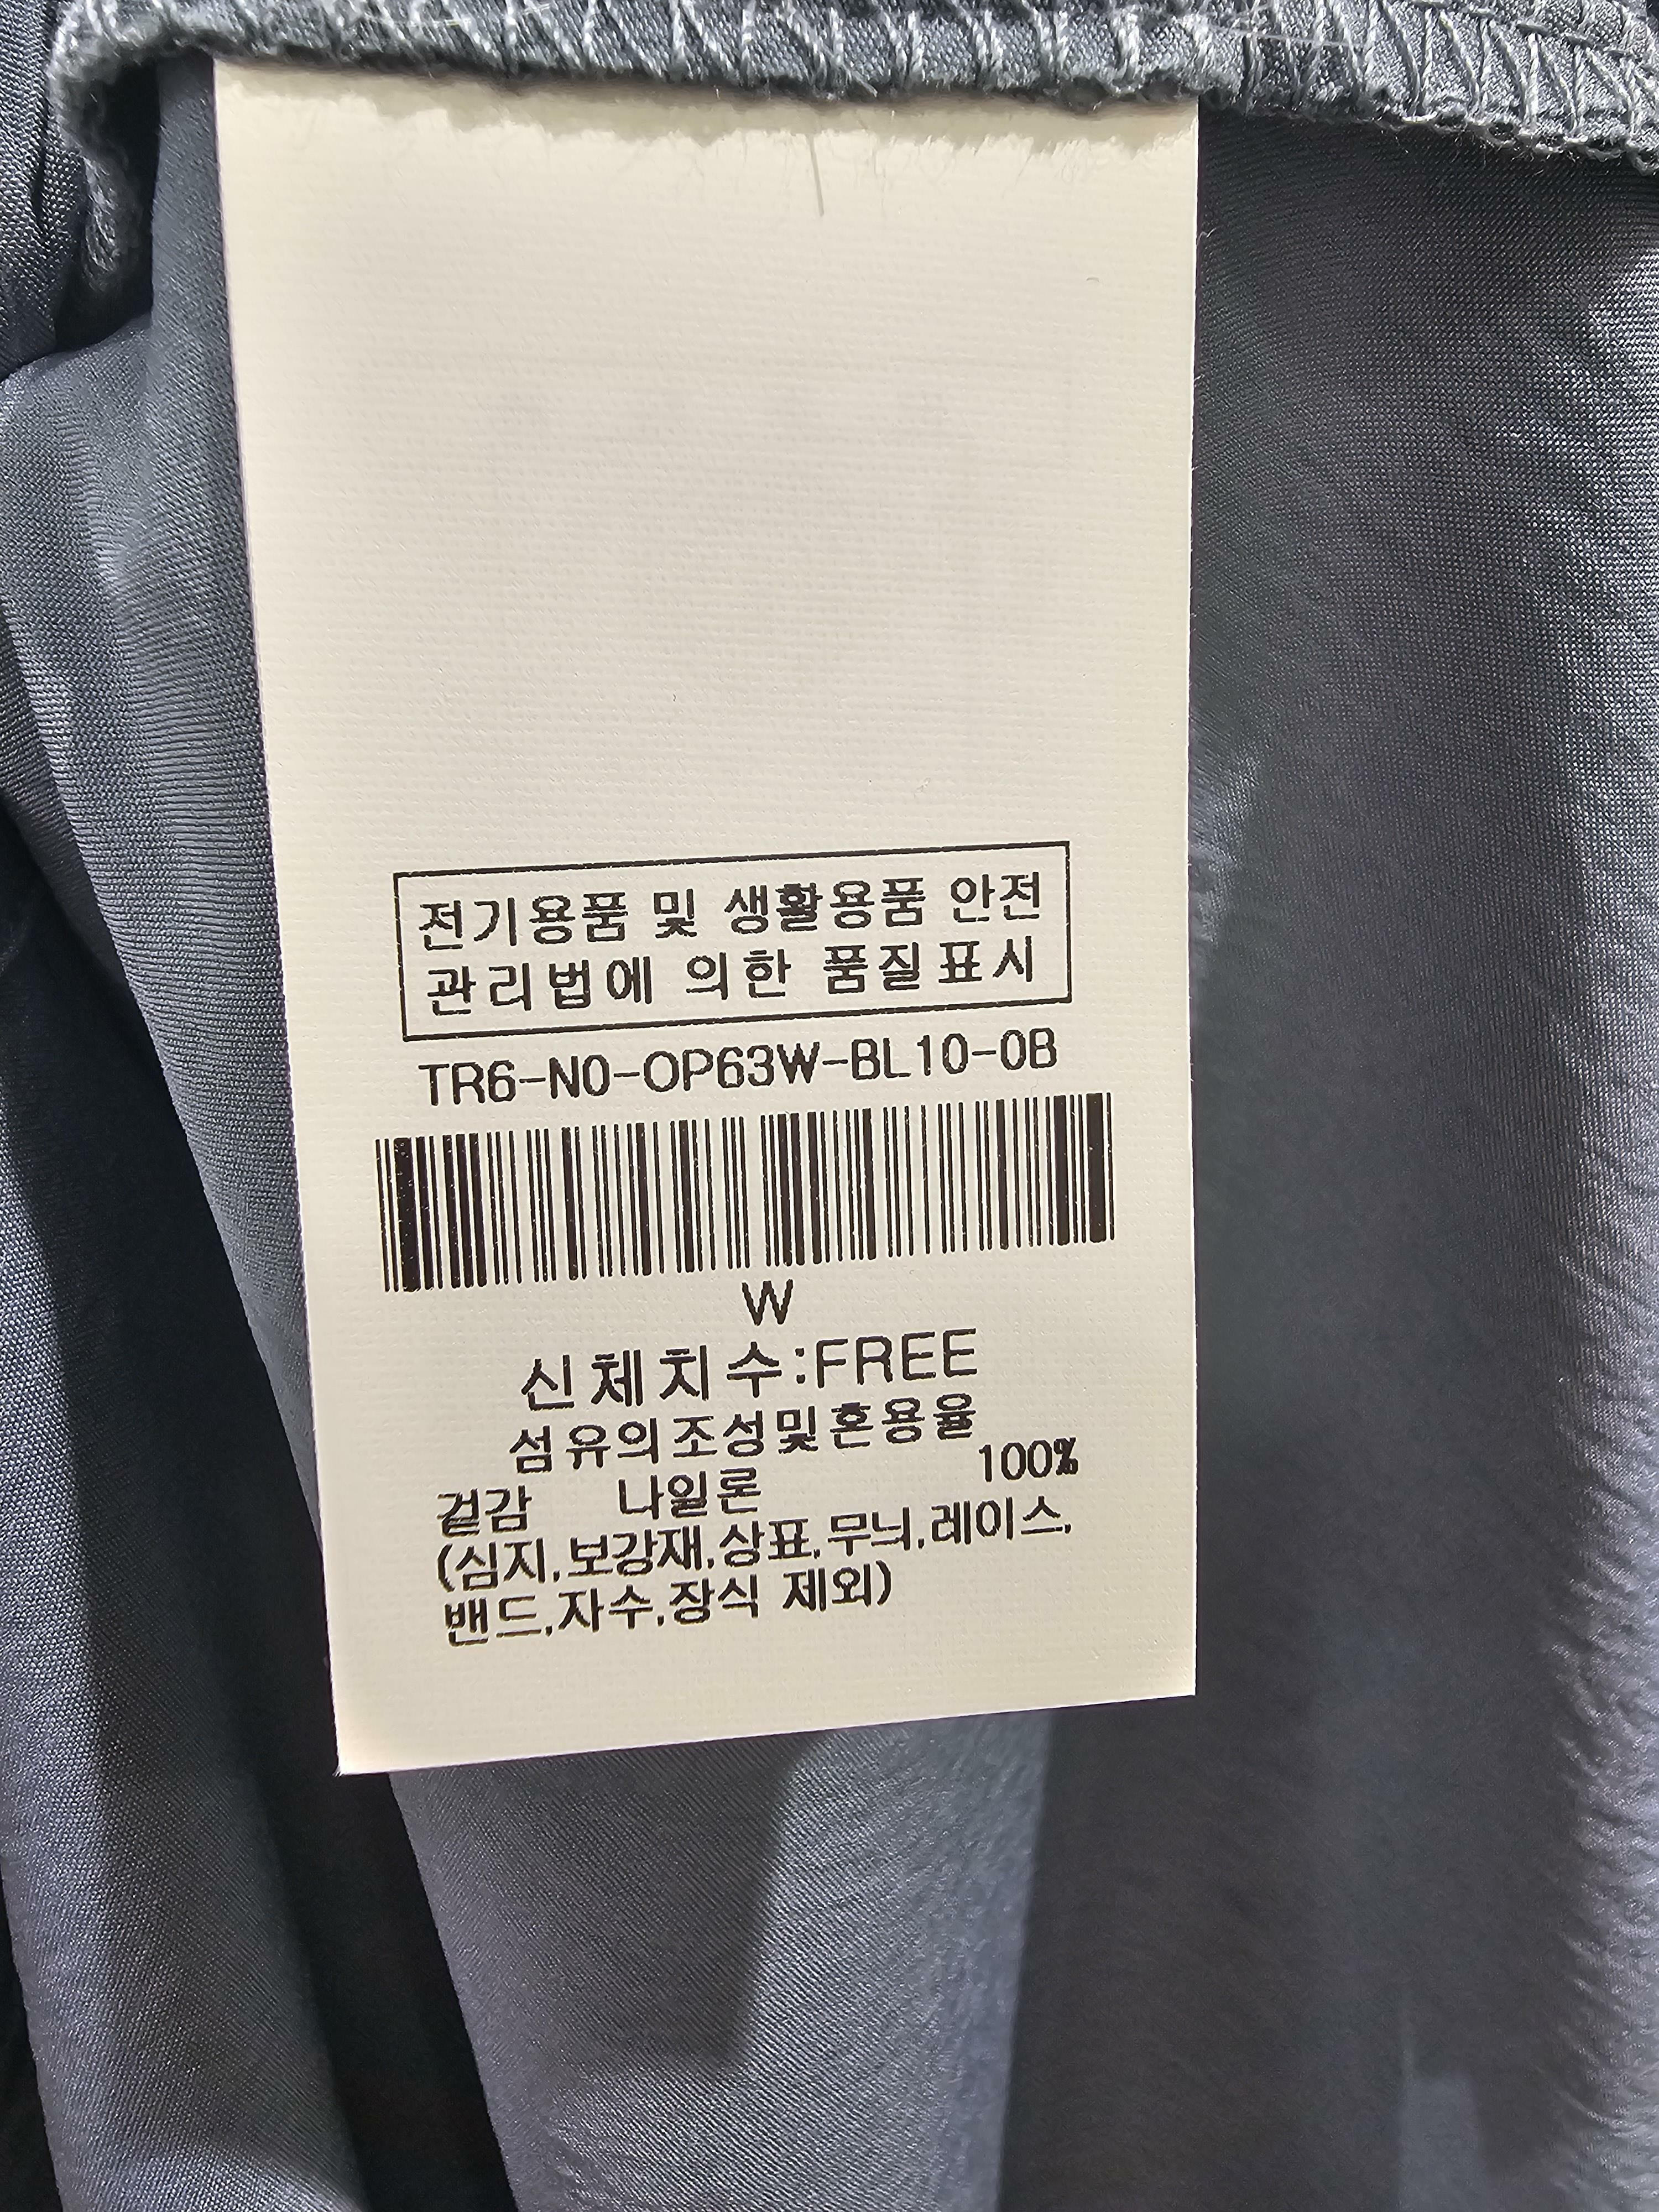 전기용품 및 생활용품 안전
관리법에 의한 품질표시
TR6-N0-OP63W-BL10-0B
W
신체치수:FREE
섬유의조성및혼용율
겉감 나일론 100%
(심지,보강재,상표,무늬,레이스,
밴드,자수,장식 제외)